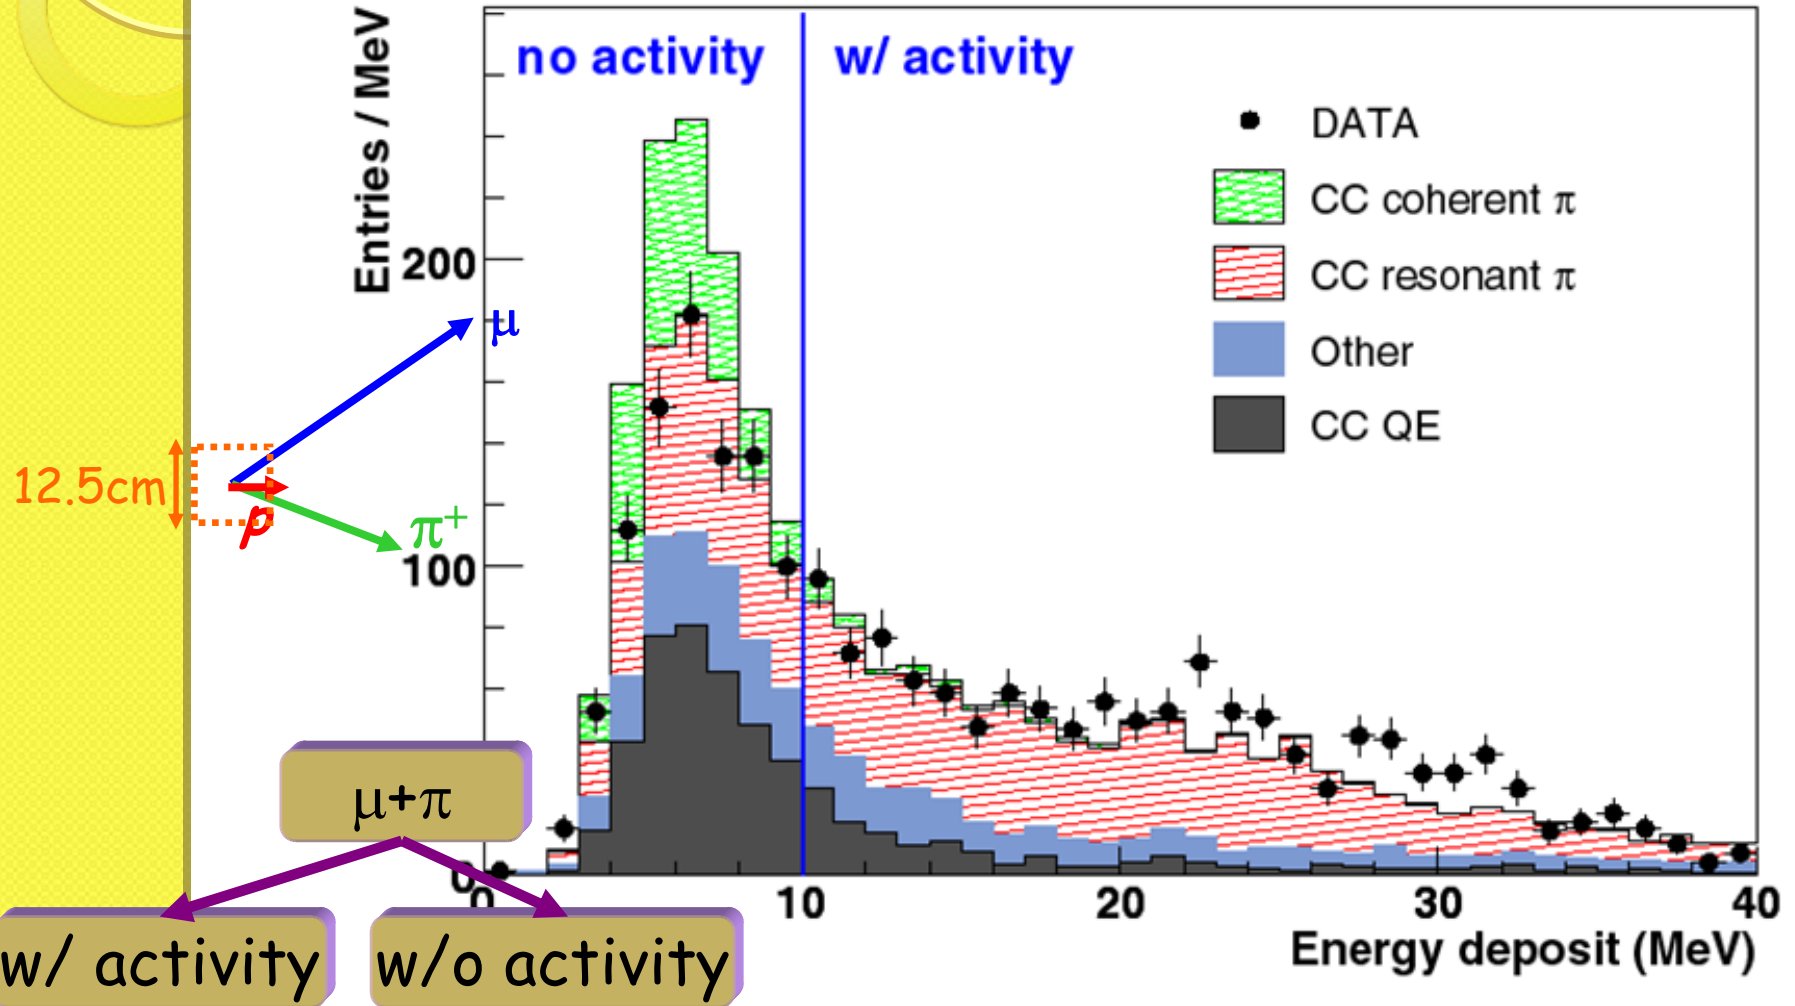 no activity
w/ activity
Entries / MeV
DATA
CC coherent π
CC resonant π
Other
CC QE
200
100
0
0
10
20
30
40
Energy deposit (MeV)
μ
12.5cm
p
π+
μ+π
w/ activity
w/o activity